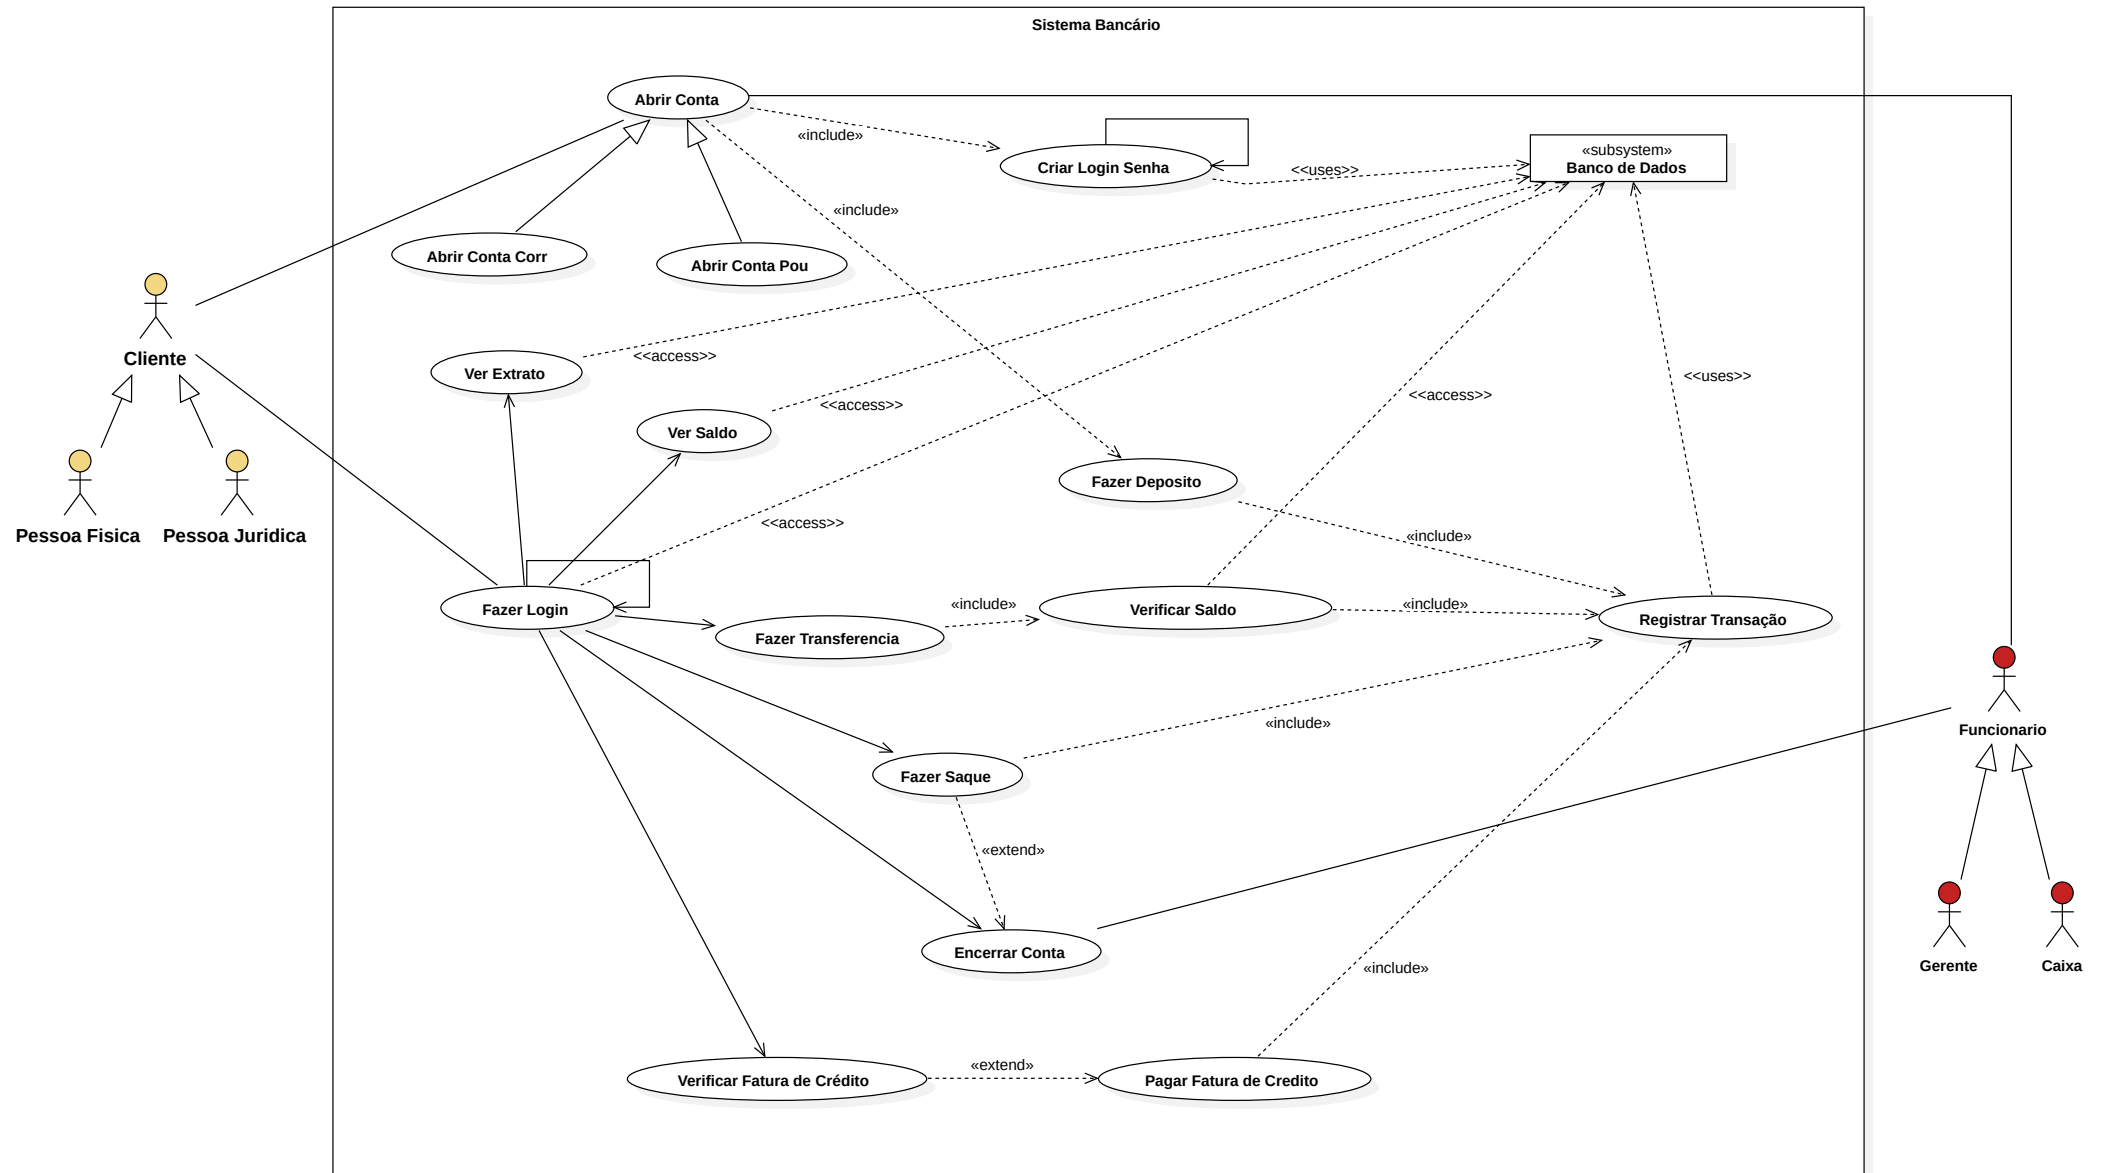 Sistema Bancário
Abrir Conta
«include»
Criar Login Senha
<<uses>>
«subsystem»
Banco de Dados
«include»
Abrir Conta Corr
Abrir Conta Pou
Cliente
Ver Extrato
<<access>>
<<uses>>
<<access>>
<<access>>
Ver Saldo
Fazer Deposito
<<access>>
«include»
Pessoa Fisica
Pessoa Juridica
Fazer Login
«include»
Verificar Saldo
«include»
Registrar Transação
Fazer Transferencia
«include»
Funcionario
Fazer Saque
«extend»
Encerrar Conta
«include»
Gerente
Caixa
Verificar Fatura de Crédito
«extend»
Pagar Fatura de Credito